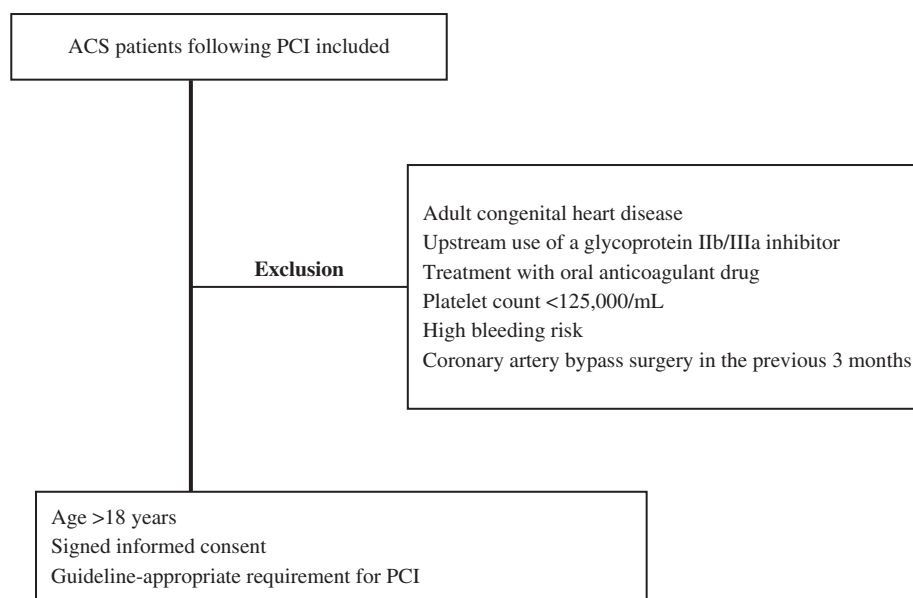 ACS patients following PCI included
Adult congenital heart disease
Upstream use of a glycoprotein IIb/IIIa inhibitor
Exclusion
Treatment with oral anticoagulant drug
Platelet count <125,000/mL
High bleeding risk
Coronary artery bypass surgery in the previous 3 months
Age >18 years
Signed informed consent
Guideline-appropriate requirement for PCI